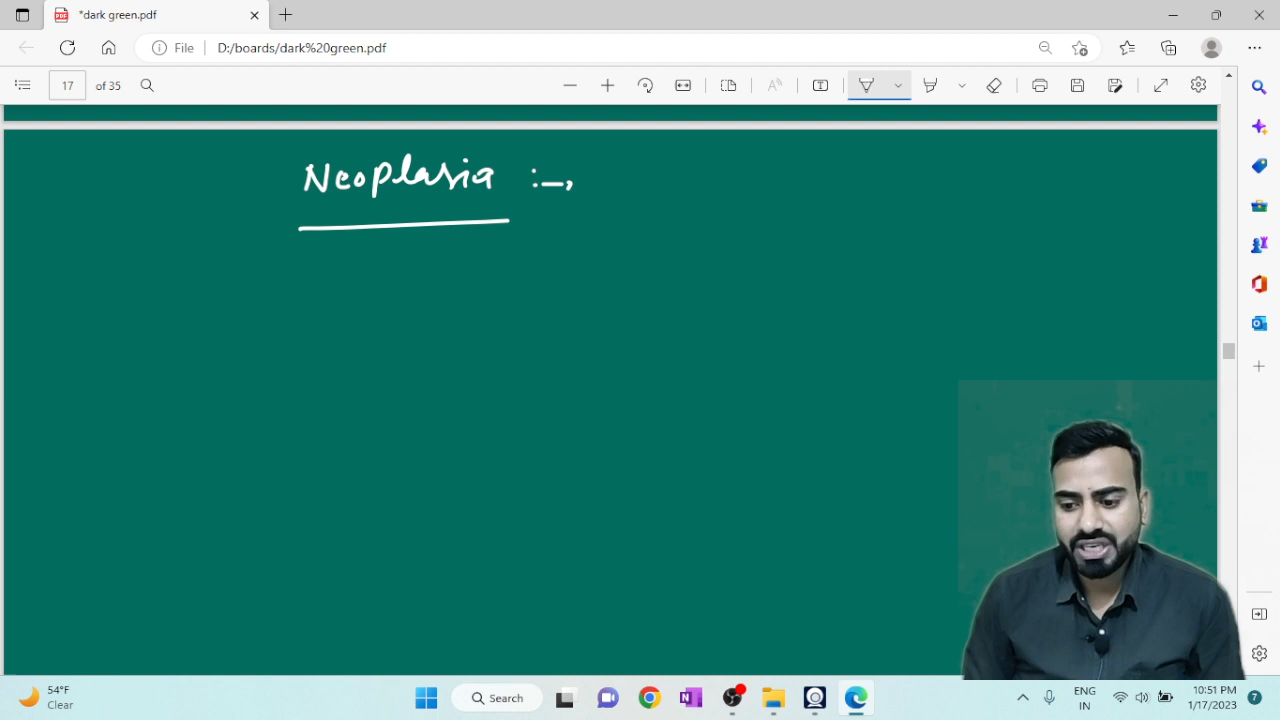 *dark green.pdf
File D:/boards/dark%20green.pdf
17 of 35
Neoplasia :-,
54°F
Clear
Search
ENG
IN
10:51 PM
1/17/2023
7